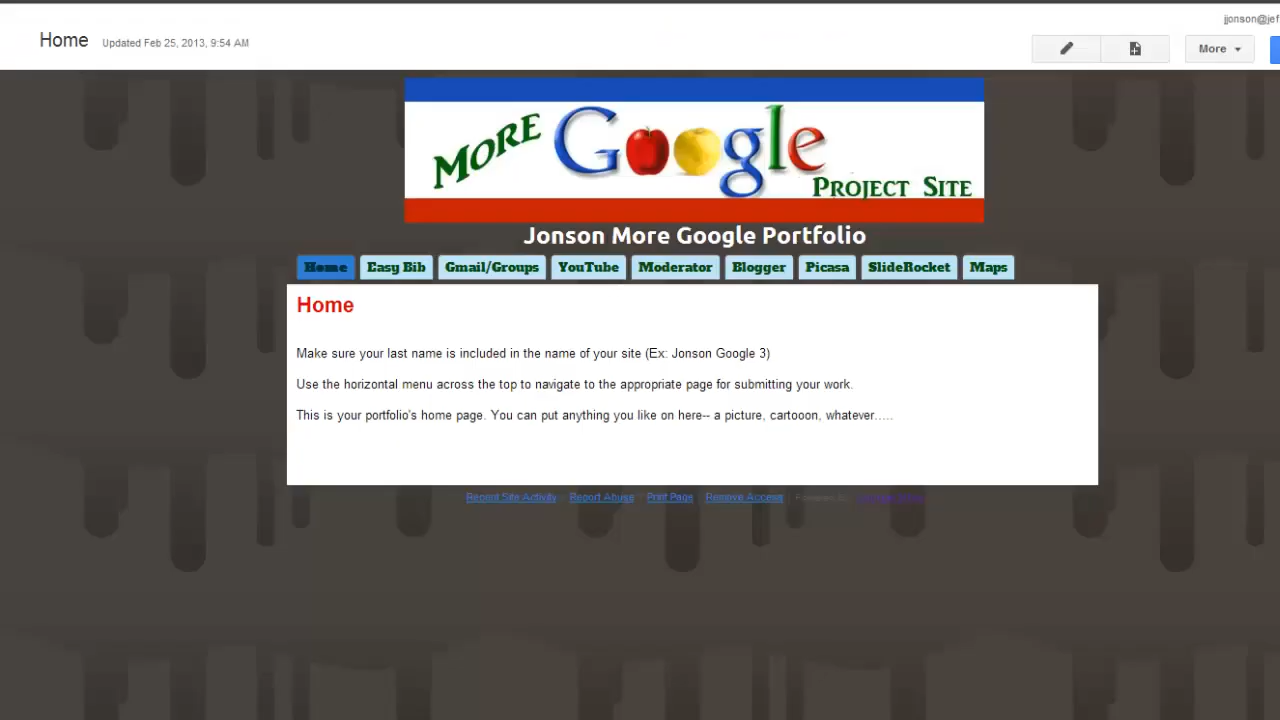 jjonson@jef
Home Updated Feb 25, 2013, 9:54 AM
More
MORE Google
PROJECT SITE
Jonson More Google Portfolio
Home Easy Bib Gmail/Groups YouTube Moderator Blogger Picasa SlideRocket Maps
Home
Make sure your last name is included in the name of your site (Ex: Jonson Google 3)
Use the horizontal menu across the top to navigate to the appropriate page for submitting your work.
This is your portfolio's home page. You can put anything you like on here-- a picture, cartooon, whatever.....
Recent Site Activity Report Abuse Print Page Remove Access Powered By